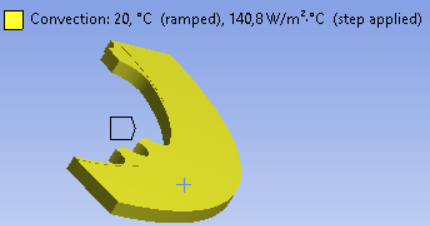 Convection: 20, °C (ramped), 140,8 W/m²·°C (step applied)